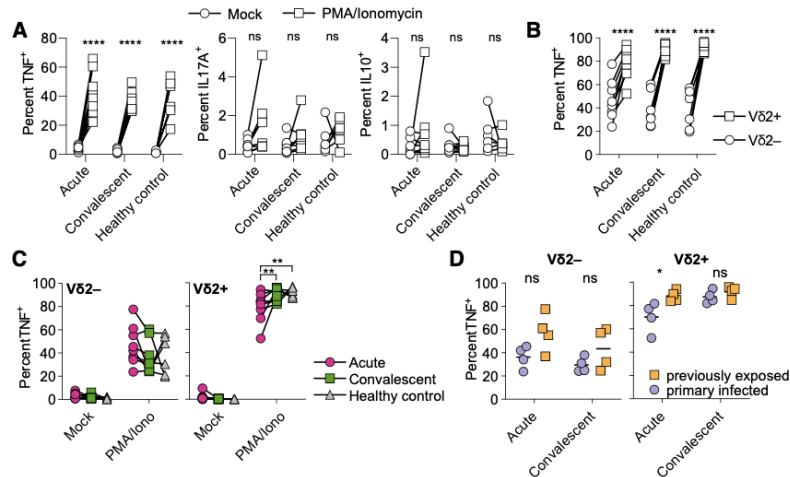 A
Mock
PMA/Ionomycin
Percent TNF+
80
60
40
20
0
****
****
****
Acute
Convalescent
Healthy control
Percent IL17A+
6
4
2
0
ns
ns
ns
Acute
Convalescent
Healthy control
Percent IL10+
4
3
2
1
0
ns
ns
ns
Acute
Convalescent
Healthy control
B
Percent TNF+
100
80
60
40
20
0
****
****
****
Acute
Convalescent
Healthy control
Vδ2+
Vδ2–
C
Vδ2–
PercentTNF+
100
80
60
40
20
0
Mock
PMA/Iono
Vδ2+
**
**
Mock
PMA/Iono
Acute
Convalescent
Healthy control
D
Vδ2–
PercentTNF+
100
80
60
40
20
0
ns
ns
Acute
Convalescent
Vδ2+
*
ns
previously exposed
primary infected
Acute
Convalescent